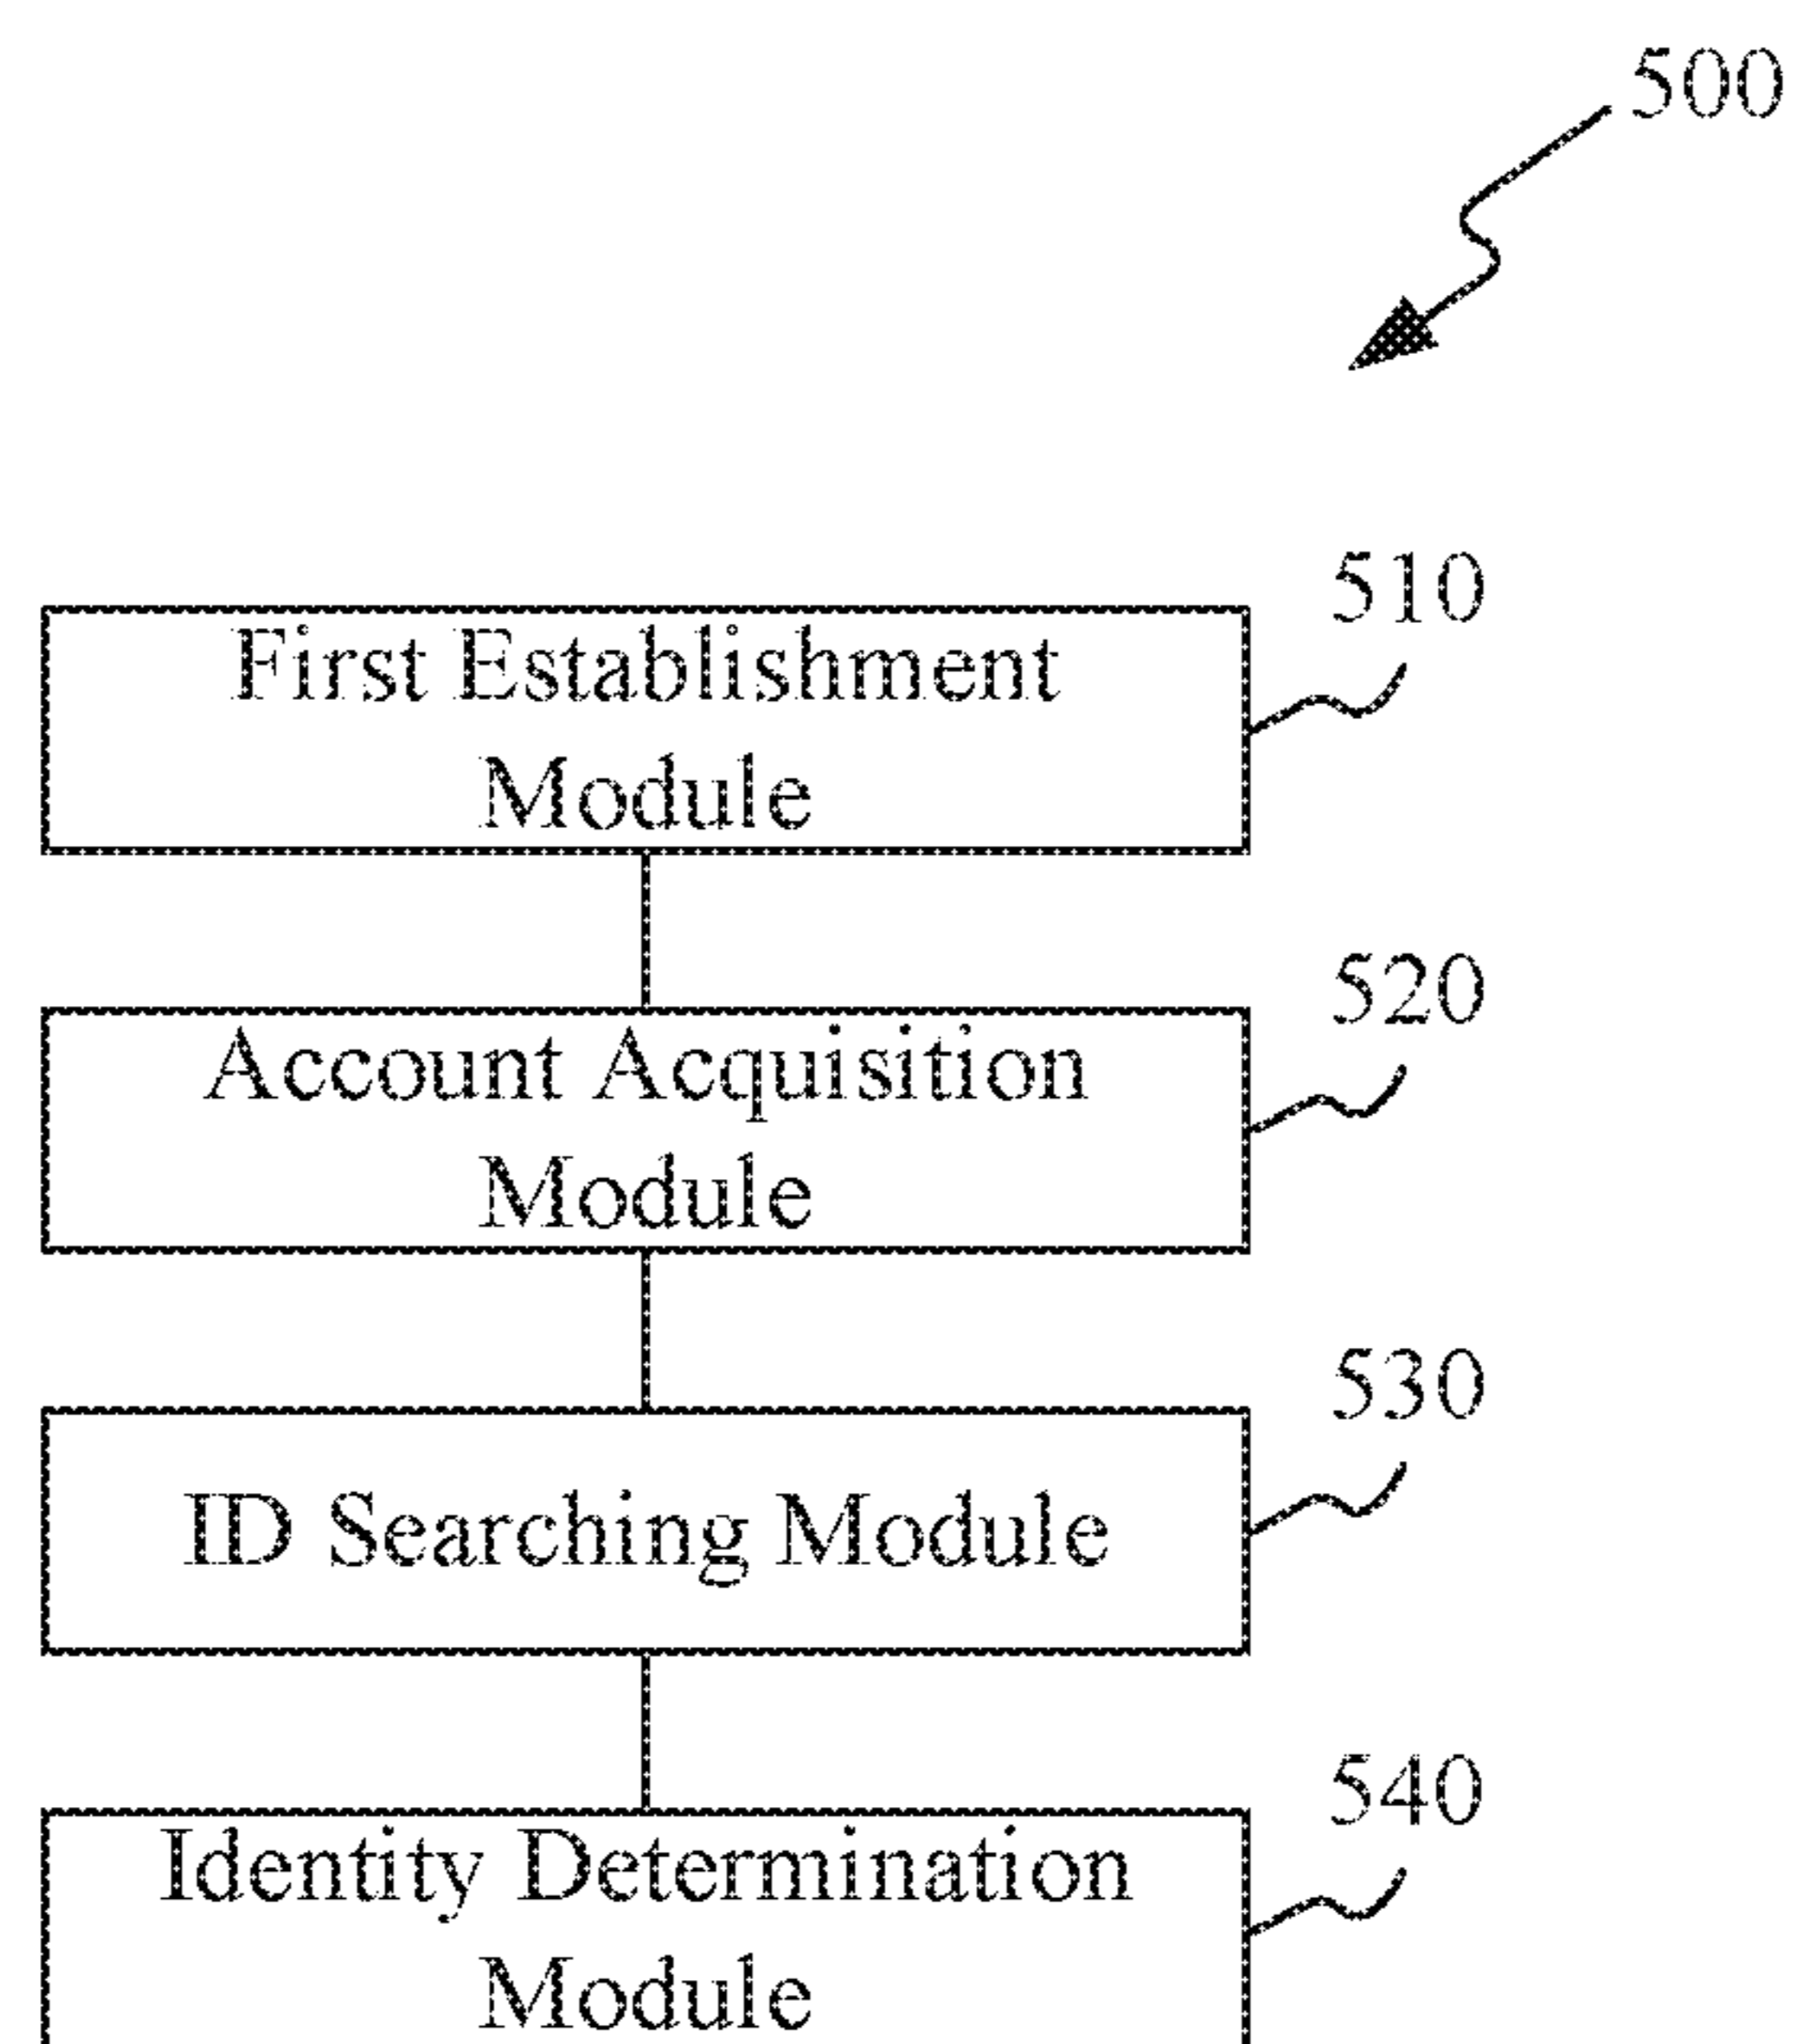 500
510
First Establishment
Module
520
Account Acquisition
Module
530
ID Searching Module
540
Identity Determination
Module